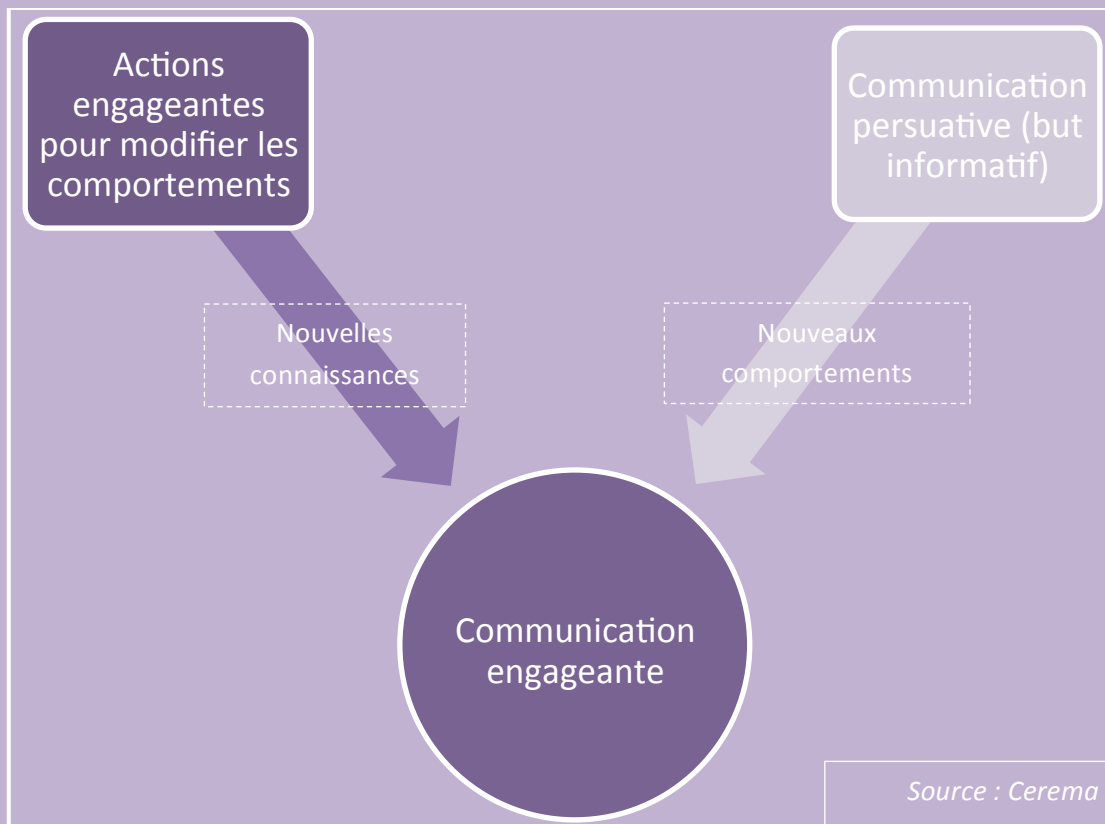 Actions
engageantes
pour modifier les
comportements
Communication
persuative (but
informatif)
Nouvelles
connaissances
Nouveaux
comportements
Communication
engageante
Source : Cerema